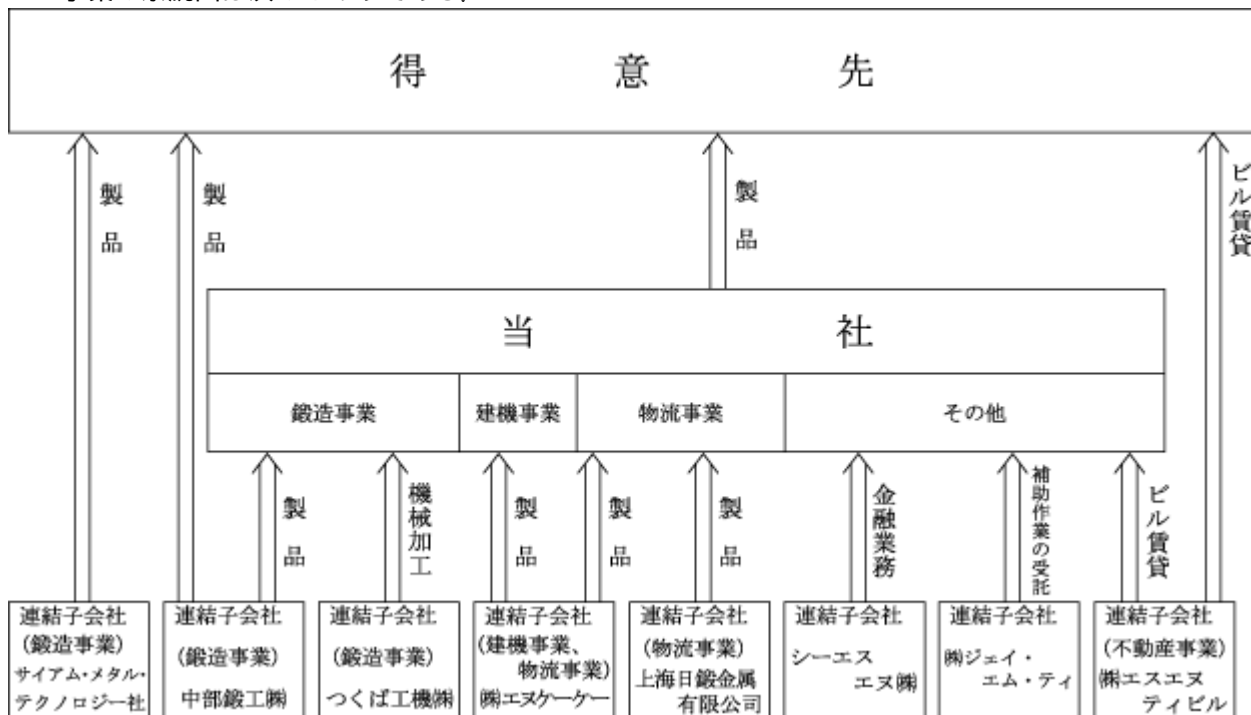 得意先
製品
製品
製品
ビル賃貸
当社
鍛造事業
建機事業
物流事業
その他
製品
機械加工
製品
製品
製品
金融業務
補助作業の受託
ビル賃貸
連結子会社
(鍛造事業)
サイアム・メタル・
テクノロジー社
連結子会社
(鍛造事業)
中部鍛工㈱
連結子会社
(鍛造事業)
つくば工機㈱
連結子会社
(建機事業、
物流事業)
㈱エヌケーケー
連結子会社
(物流事業)
上海日鍛金属
有限公司
連結子会社
シーエス
エヌ㈱
連結子会社
㈱ジェイ・
エム・ティ
連結子会社
(不動産事業)
㈱エスエヌ
ティビル